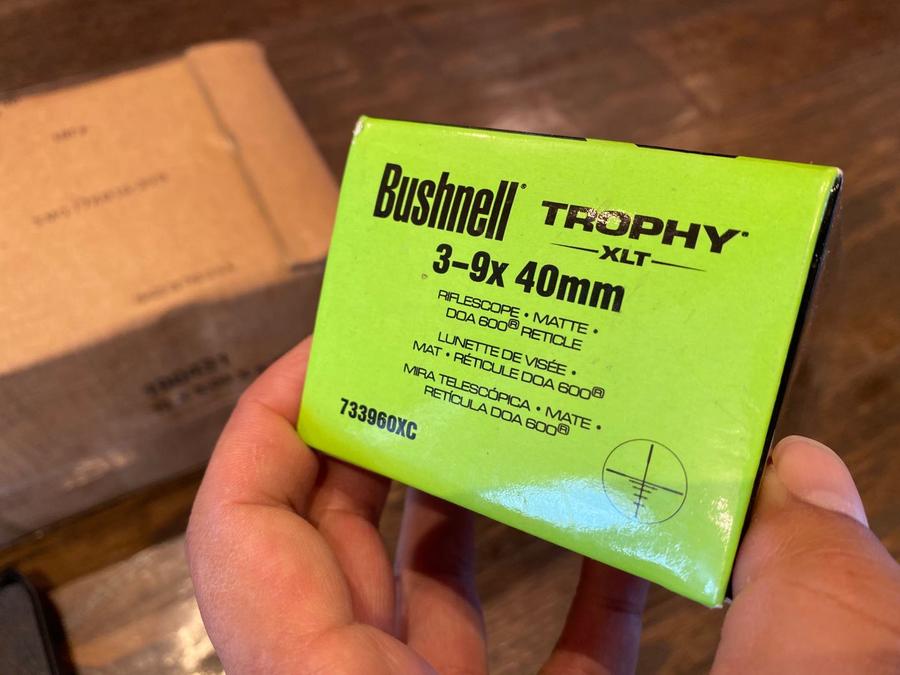 Bushnell® TROPHY®
XLT
3–9x 40mm
RIFLESCOPE • MATTE •
DOA 600® RETICLE
LUNETTE DE VISÉE •
MAT • RÉTICULE DOA 600®
MIRA TELESCÓPICA • MATE •
RETÍCULA DOA 600®
733960XC